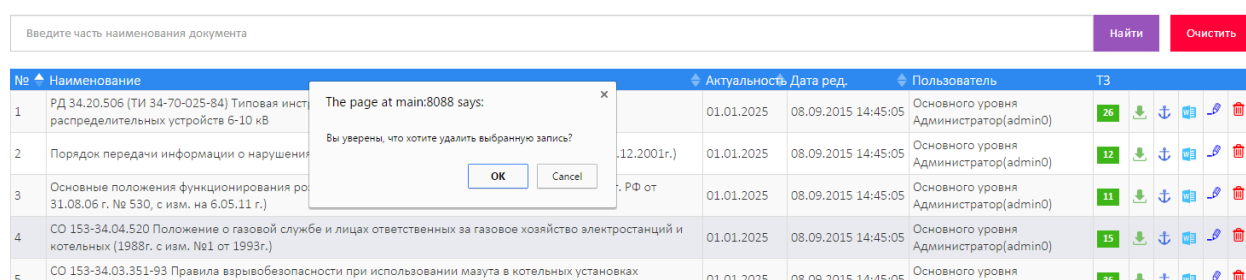 Введите часть наименования документа
Найти
Очистить
№ Наименование Актуальность Дата ред. Пользователь ТЗ
The page at main:8088 says:
Вы уверены, что хотите удалить выбранную запись?
OK Cancel
1 РД 34.20.506 (ТИ 34-70-025-84) Типовая 01.01.2025 08.09.2015 14:45:05 Основного уровня 26
распределительных устройств 6-10 кВ Администратор(admin0)
2 Порядок передачи информации о нарушения .12.2001г.) 01.01.2025 08.09.2015 14:45:05 Основного уровня 12
Администратор(admin0)
3 Основные положения функционирования г. РФ от 01.01.2025 08.09.2015 14:45:05 Основного уровня 11
31.08.06 г. № 530, с изм. на 6.05.11 г.) Администратор(admin0)
4 СО 153-34.04.520 Положение о газовой службе и лицах ответственных за газовое хозяйство электростанций и 01.01.2025 08.09.2015 14:45:05 Основного уровня 15
котельных (1988г. с изм. №1 от 1993г.) Администратор(admin0)
5 СО 153-34.03.351-93 Правила взрывобезопасности при использовании мазута в котельных установках 01.01.2025 08.09.2015 14:45:05 Основного уровня 36